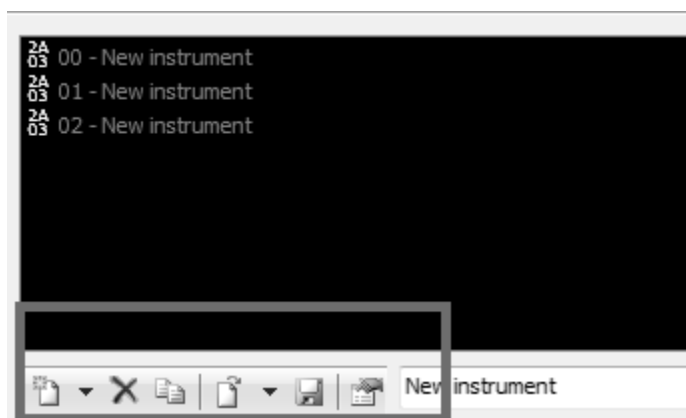 2A
03 00 - New instrument
2A
03 01 - New instrument
2A
03 02 - New instrument
New instrument